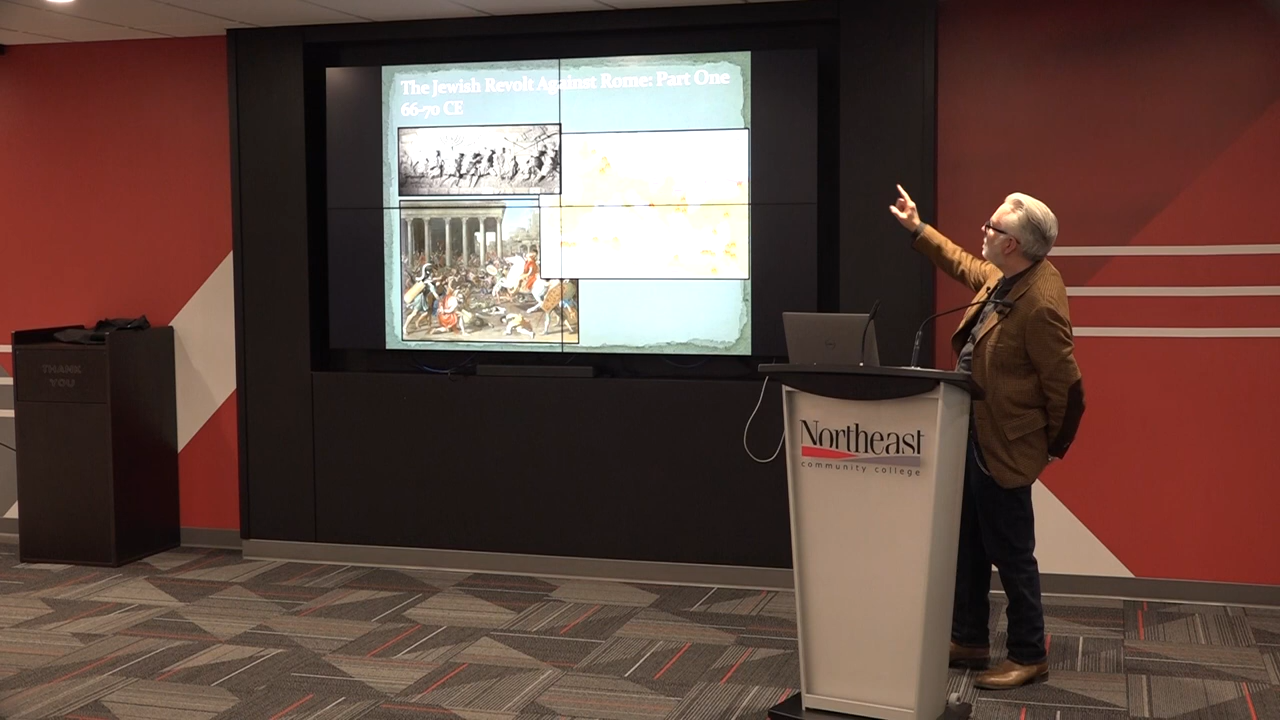 The Jewish Revolt Against Rome: Part One
66-70 CE
THANK
YOU
Northeast
community college